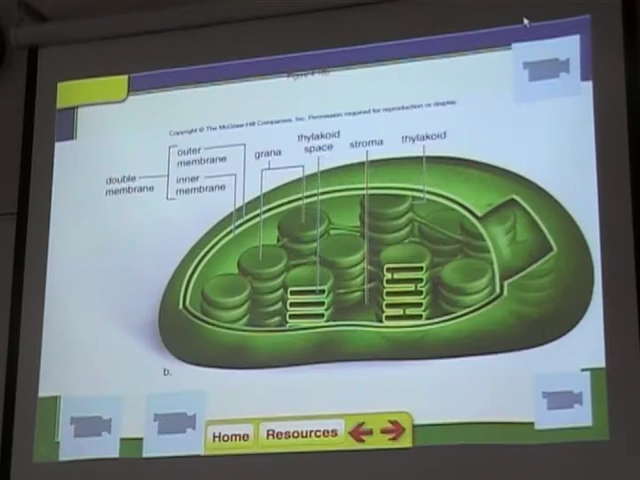 Copyright © The McGraw-Hill Companies, Inc. Permission required for reproduction or display.
double
membrane
outer
membrane
inner
membrane
grana
thylakoid
space
stroma
thylakoid
b.
Home
Resources